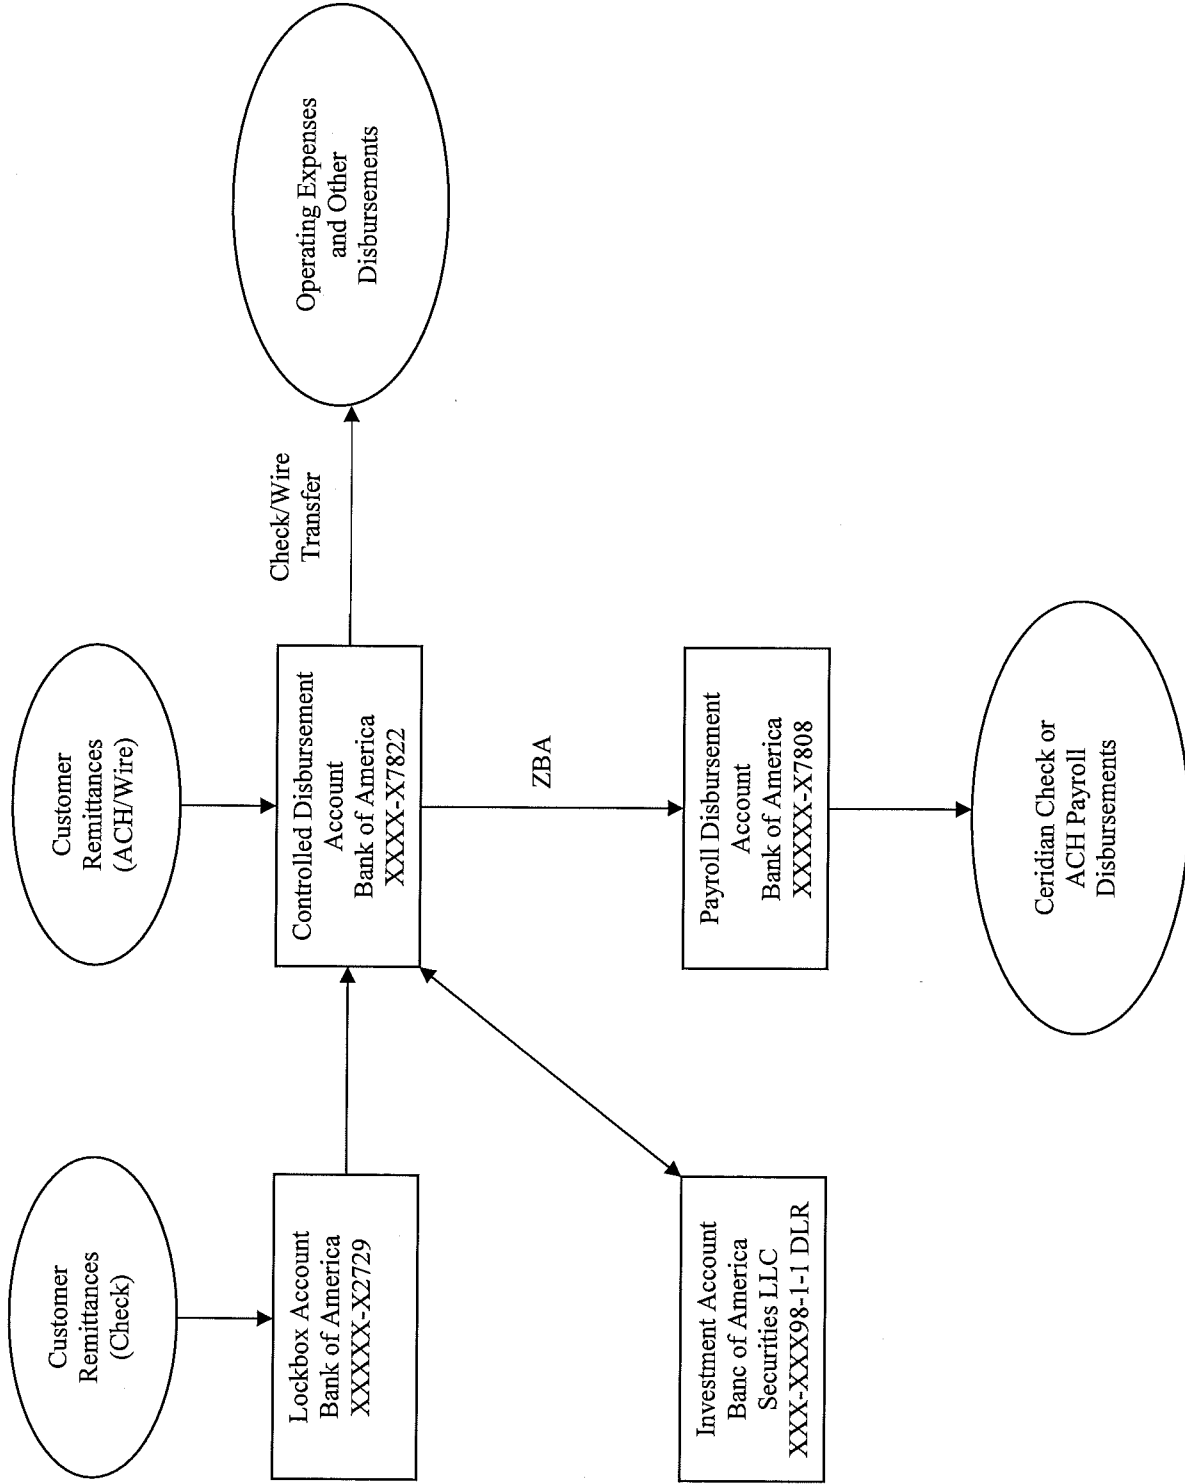 Customer
Remittances
(Check)
Customer
Remittances
(ACH/Wire)
Lockbox Account
Bank of America
XXXXX-X2729
Controlled Disbursement
Account
Bank of America
XXXX-X7822
Check/Wire
Transfer
Operating Expenses
and Other
Disbursements
ZBA
Investment Account
Banc of America
Securities LLC
XXX-XXX98-1-1 DLR
Payroll Disbursement
Account
Bank of America
XXXXX-X7808
Ceridian Check or
ACH Payroll
Disbursements